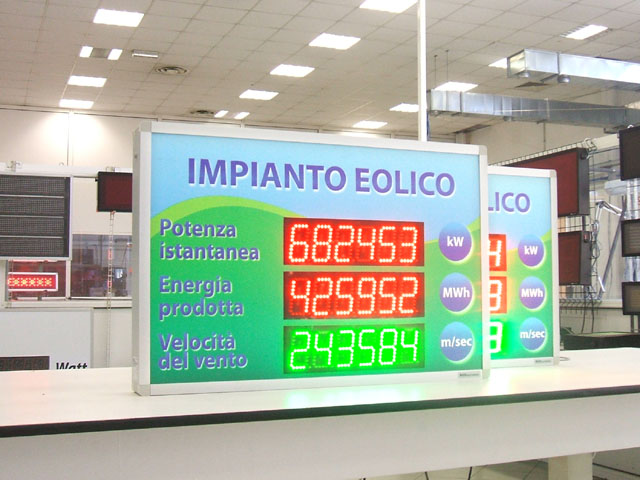 IMPIANTO EOLICO
Potenza
istantanea
682453
kW
Energia
prodotta
425952
MWh
Velocità
del vento
243584
m/sec
LICO
kW
MWh
m/sec
Watt